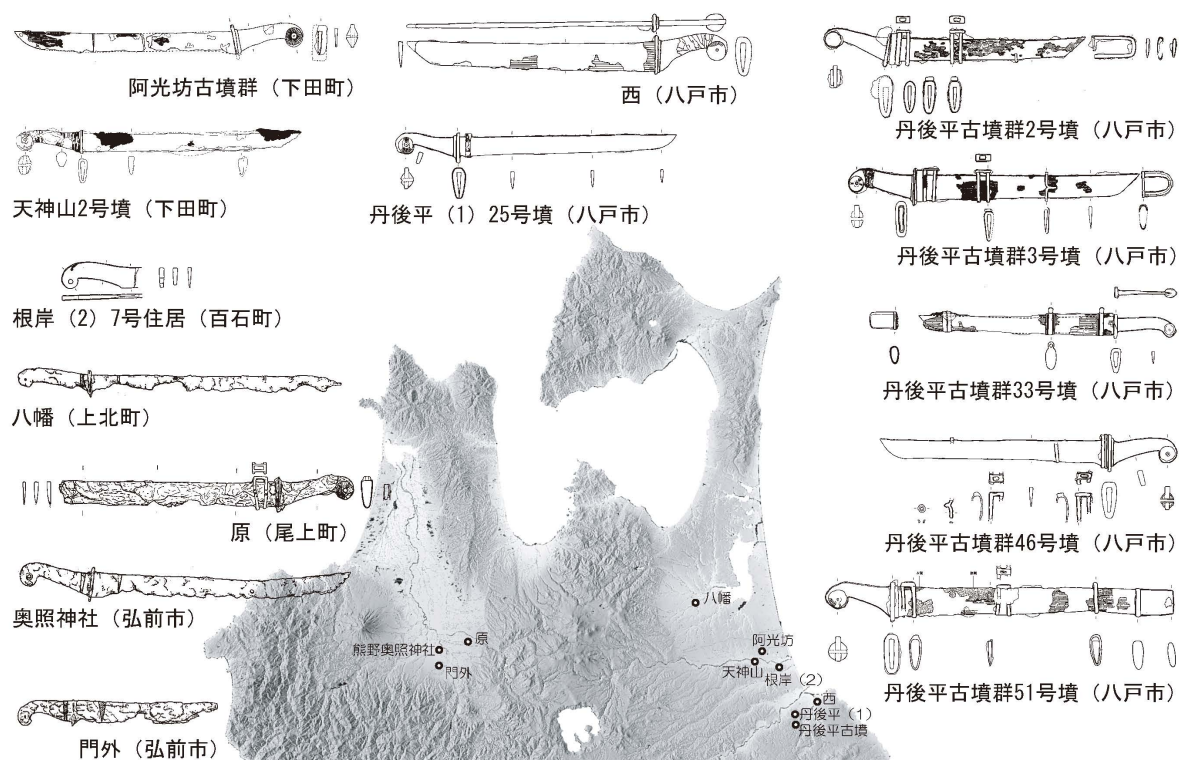 阿光坊古墳群（下田町）
西（八戸市）
丹後平古墳群2号墳（八戸市）
天神山2号墳（下田町）
丹後平（1）25号墳（八戸市）
丹後平古墳群3号墳（八戸市）
根岸（2）7号住居（百石町）
丹後平古墳群33号墳（八戸市）
八幡（上北町）
原（尾上町）
丹後平古墳群46号墳（八戸市）
奥照神社（弘前市）
丹後平古墳群51号墳（八戸市）
門外（弘前市）
八幡
原
熊野奥照神社
門外
阿光坊
天神山
根岸（2）
西
丹後平（1）
丹後平古墳